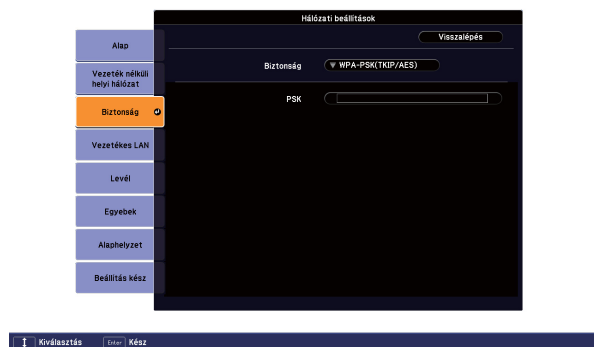 Hálózati beállítások
Visszalépés
Alap
Biztonság
WPA-PSK(TKIP/AES)
Vezeték nélküli
helyi hálózat
PSK
Biztonság
Vezetékes LAN
Levél
Egyebek
Alaphelyzet
Beállítás kész
Kiválasztás
Enter
Kész